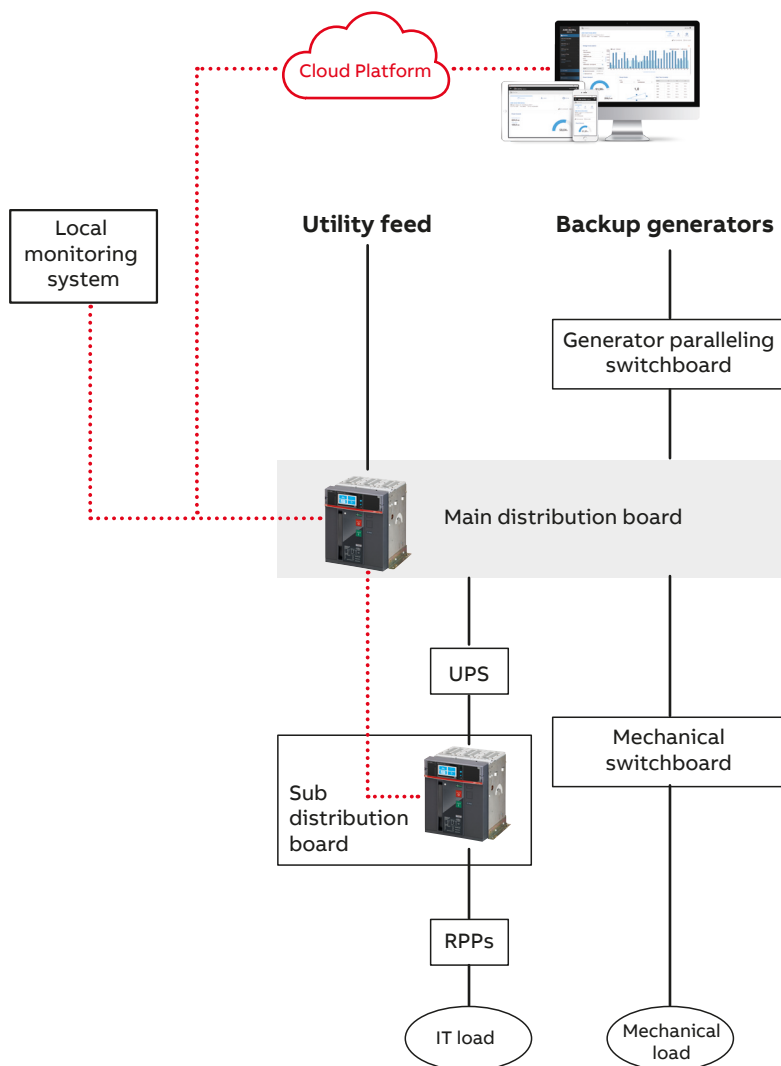 Cloud Platform
Local
monitoring
system
Utility feed
Backup generators
Generator paralleling
switchboard
Main distribution board
UPS
Mechanical
switchboard
Sub
distribution
board
RPPs
IT load
Mechanical
load